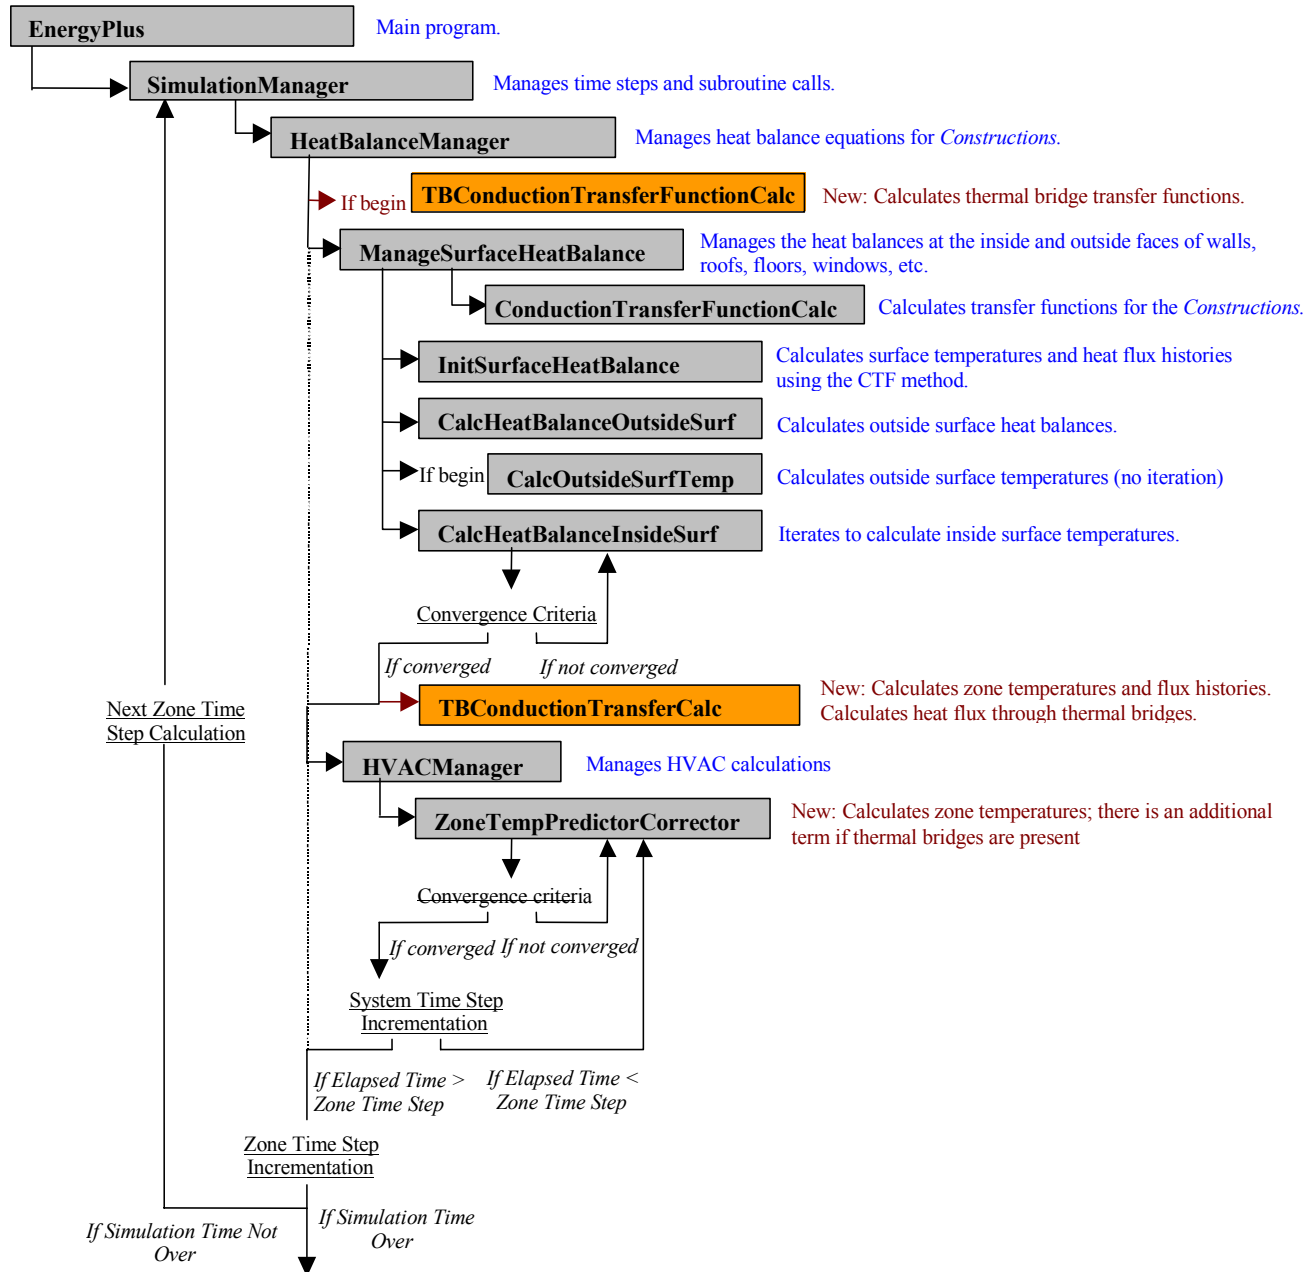 EnergyPlus
Main program.
SimulationManager
Manages time steps and subroutine calls.
HeatBalanceManager
Manages heat balance equations for Constructions.
If begin
TBConductionTransferFunctionCalc
New: Calculates thermal bridge transfer functions.
ManageSurfaceHeatBalance
Manages the heat balances at the inside and outside faces of walls,
roofs, floors, windows, etc.
ConductionTransferFunctionCalc
Calculates transfer functions for the Constructions.
InitSurfaceHeatBalance
Calculates surface temperatures and heat flux histories
using the CTF method.
CalcHeatBalanceOutsideSurf
Calculates outside surface heat balances.
If begin
CalcOutsideSurfTemp
Calculates outside surface temperatures (no iteration)
CalcHeatBalanceInsideSurf
Iterates to calculate inside surface temperatures.
Convergence Criteria
If converged
If not converged
TBConductionTransferCalc
New: Calculates zone temperatures and flux histories.
Calculates heat flux through thermal bridges.
Next Zone Time
Step Calculation
HVACManager
Manages HVAC calculations
ZoneTempPredictorCorrector
New: Calculates zone temperatures; there is an additional
term if thermal bridges are present
Convergence criteria
If converged
If not converged
System Time Step
Incrementation
If Elapsed Time >
Zone Time Step
If Elapsed Time <
Zone Time Step
Zone Time Step
Incrementation
If Simulation Time Not
Over
If Simulation Time
Over